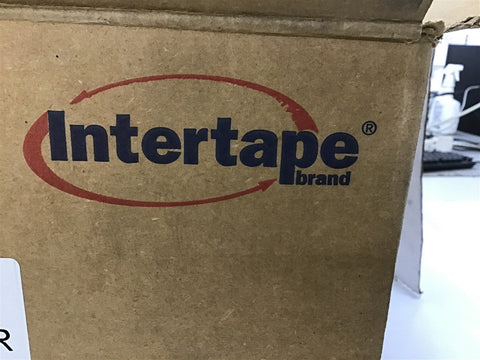 Intertape®
brand
R